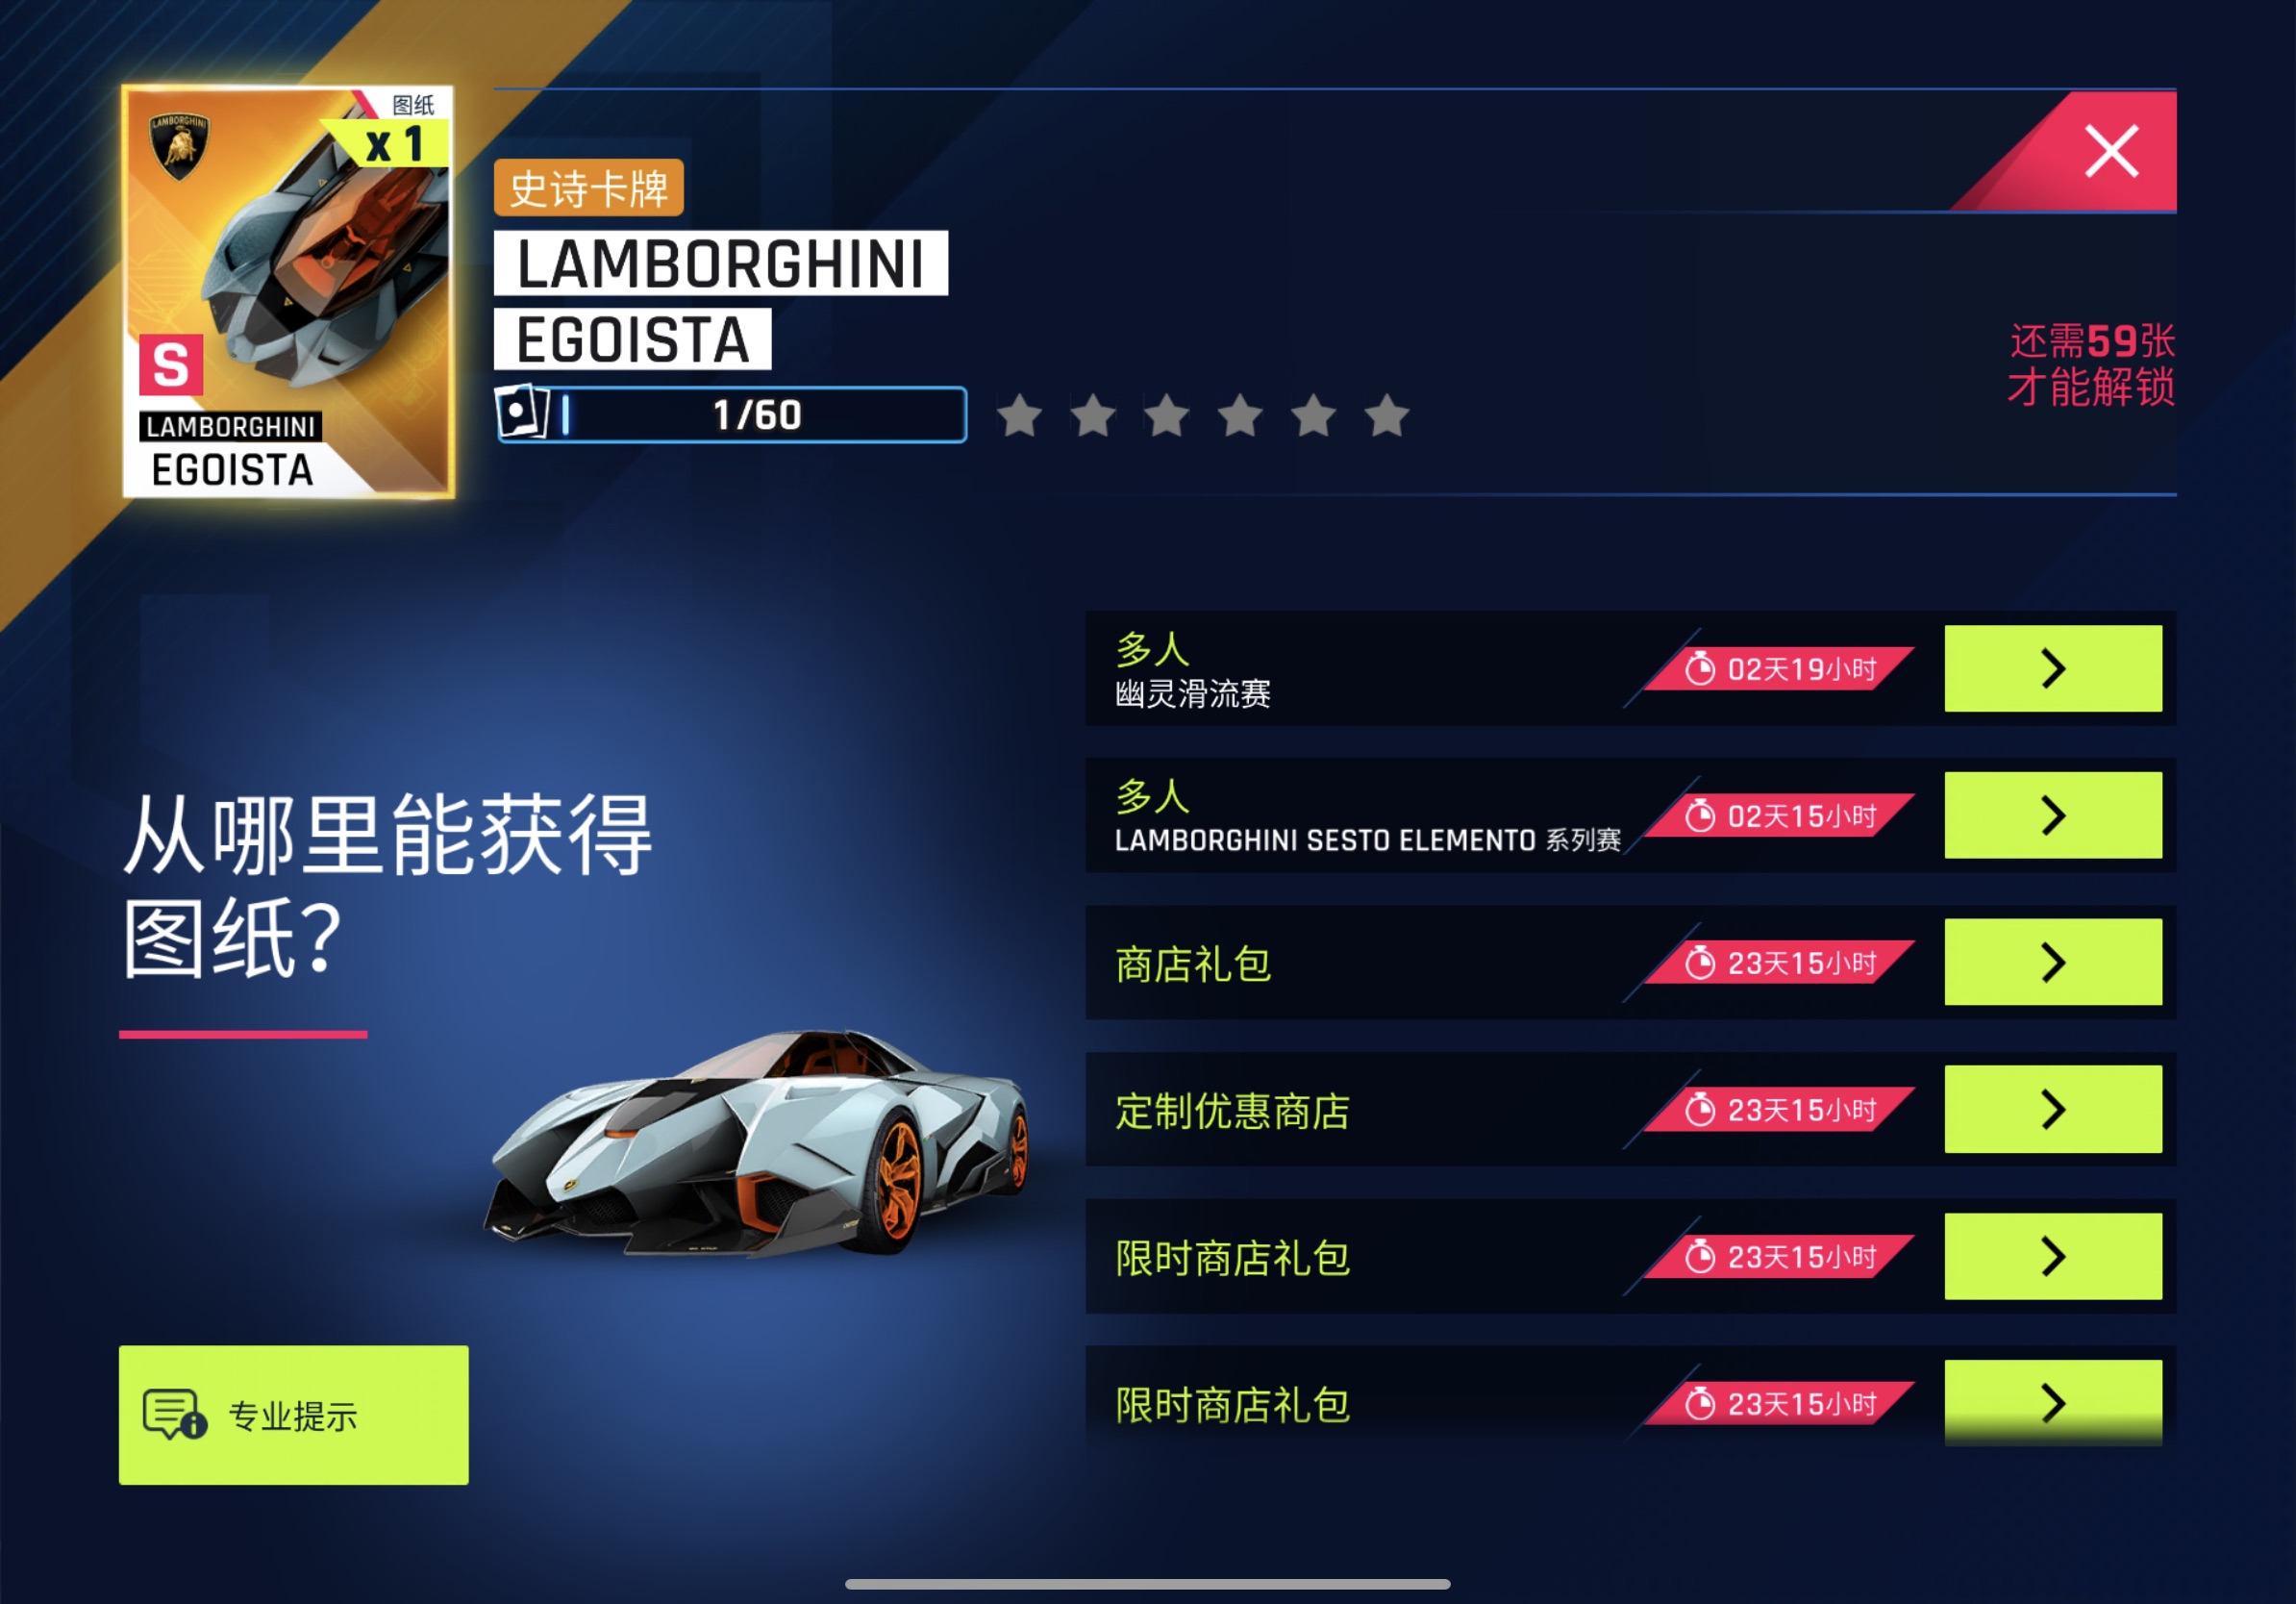 LAMBORGHINI
图纸
x 1
S
LAMBORGHINI
EGOISTA
史诗卡牌
LAMBORGHINI
EGOISTA
1/60
还需59张
才能解锁
从哪里能获得
图纸？
专业提示
多人
幽灵滑流赛
02天19小时
多人
LAMBORGHINI SESTO ELEMENTO 系列赛
02天15小时
商店礼包
23天15小时
定制优惠商店
23天15小时
限时商店礼包
23天15小时
限时商店礼包
23天15小时